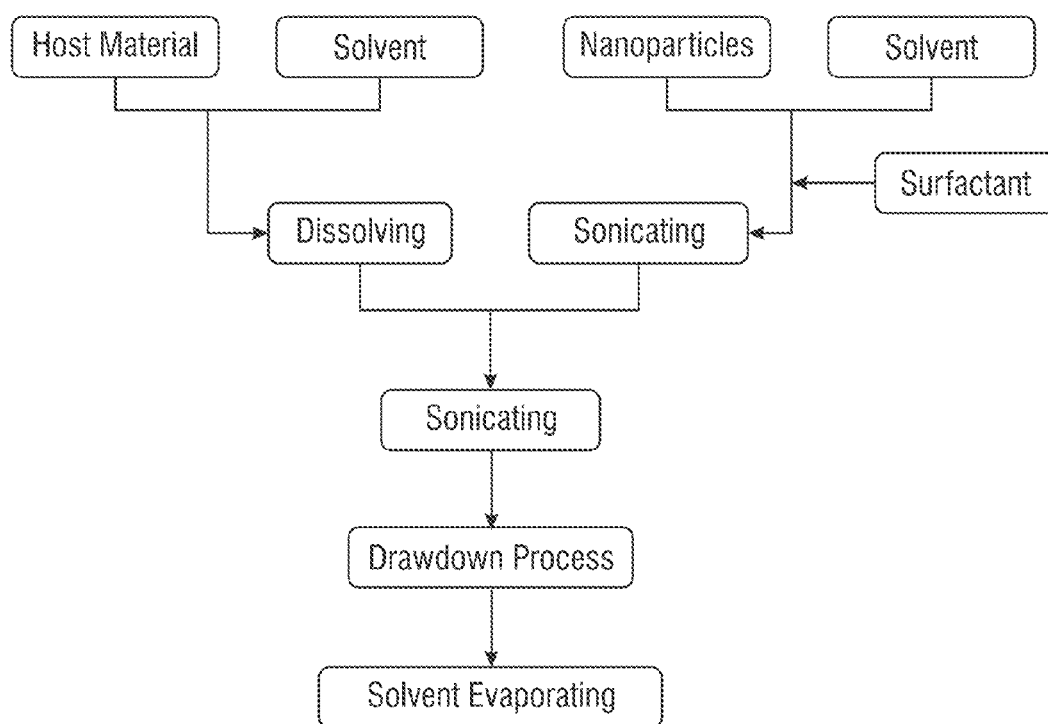 Host Material
Solvent
Nanoparticles
Solvent
Surfactant
Dissolving
Sonicating
Sonicating
Drawdown Process
Solvent Evaporating